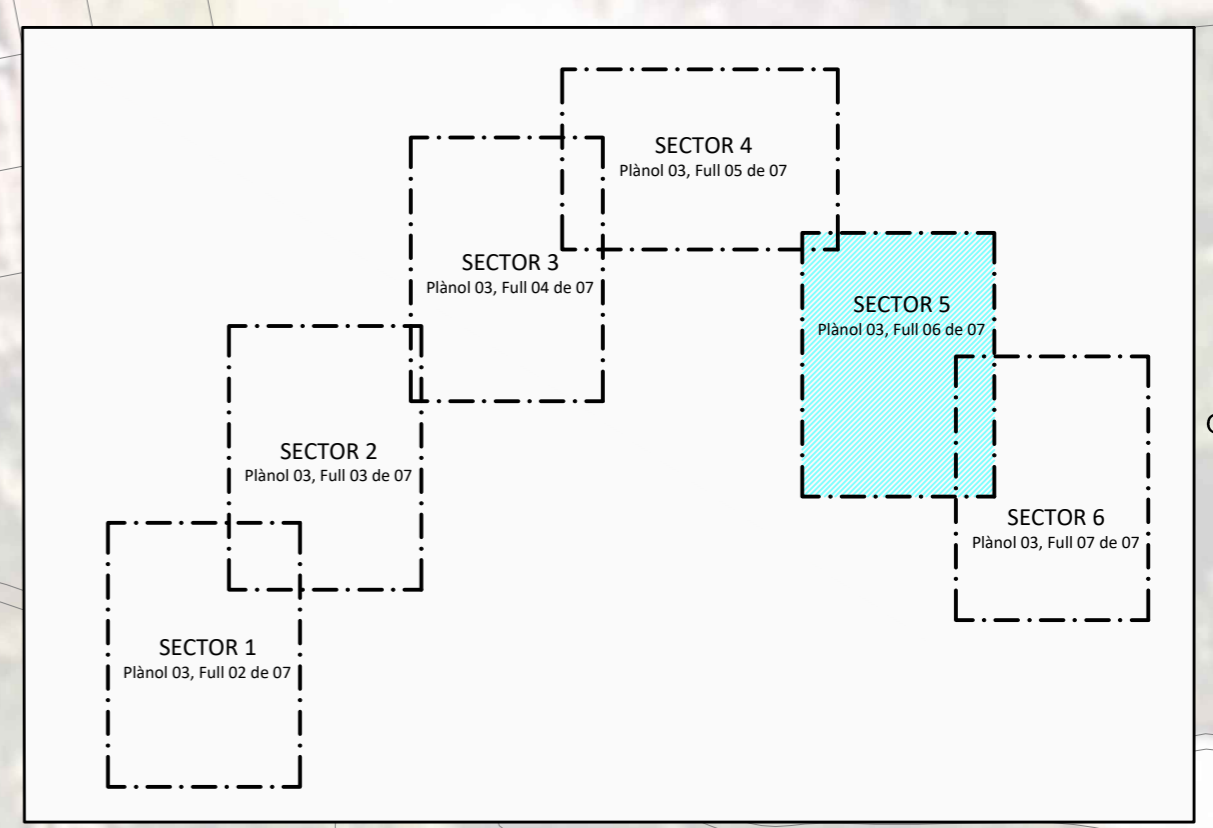 SECTOR 4
Plànol 03, Full 05 de 07
SECTOR 3
Plànol 03, Full 04 de 07
SECTOR 5
Plànol 03, Full 06 de 07
SECTOR 2
Plànol 03, Full 03 de 07
SECTOR 6
Plànol 03, Full 07 de 07
SECTOR 1
Plànol 03, Full 02 de 07